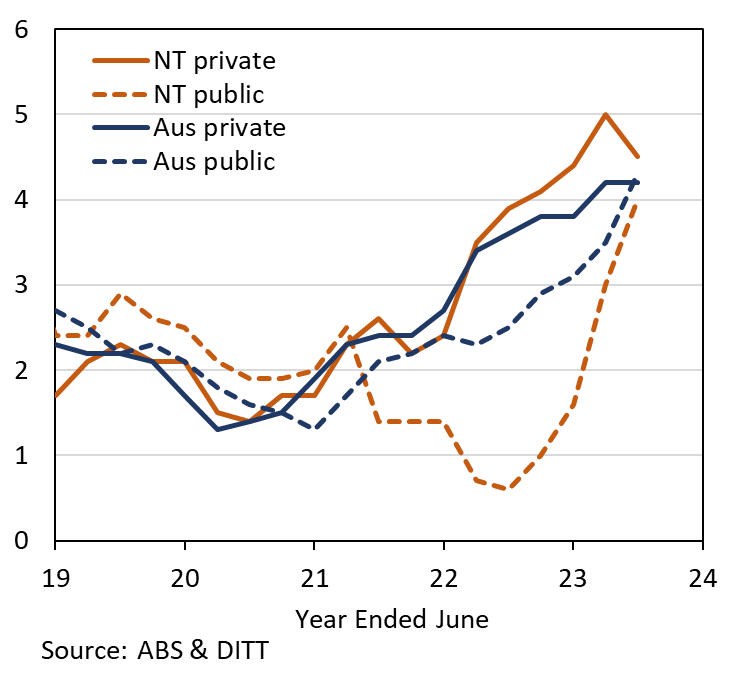 6
5
4
3
2
1
0
NT private
NT public
Aus private
Aus public
19 20 21 22 23 24
Year Ended June
Source: ABS & DITT